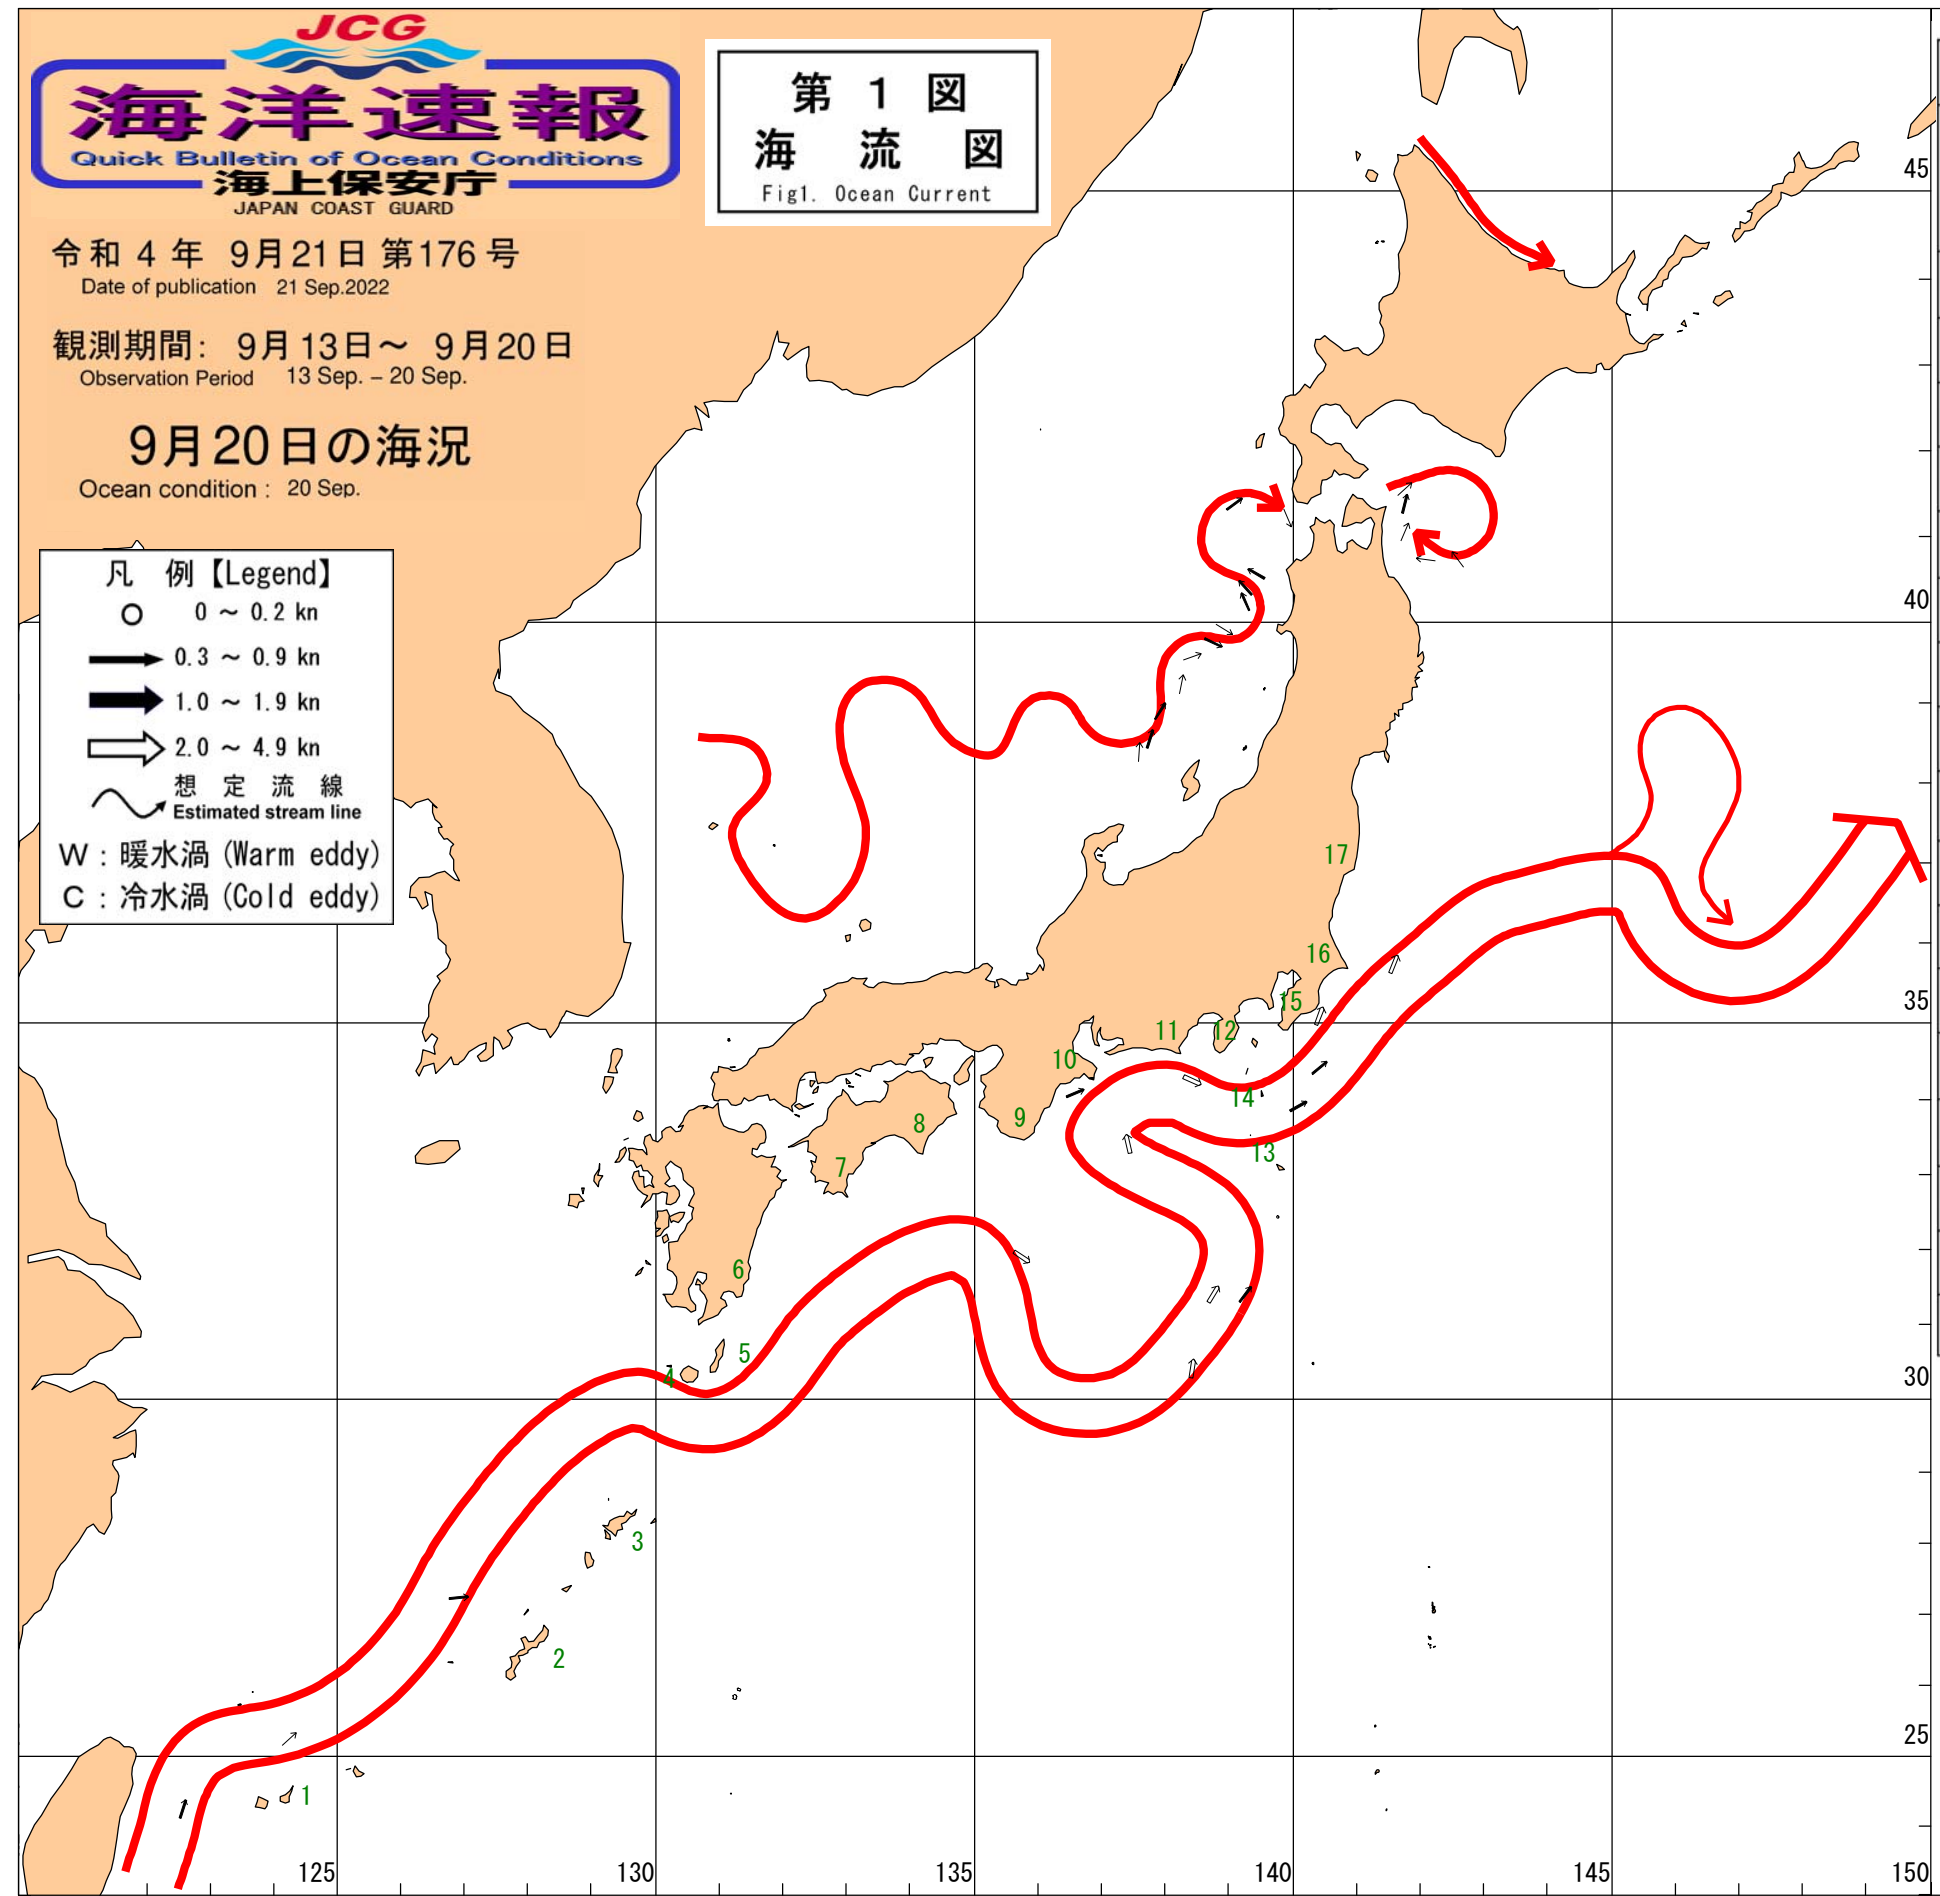 JCG
海洋速報
Quick Bulletin of Ocean Conditions
海上保安庁
JAPAN COAST GUARD
第 1 図
海 流 図
Fig1. Ocean Current
令和 4 年 9月21日 第176号
Date of publication 21 Sep.2022
観測期間: 9月13日～ 9月20日
Observation Period 13 Sep. – 20 Sep.
9月20日の海況
Ocean condition : 20 Sep.
凡 例【Legend】
0 ～ 0.2 kn
0.3 ～ 0.9 kn
1.0 ～ 1.9 kn
2.0 ～ 4.9 kn
想 定 流 線
Estimated stream line
W : 暖水渦 (Warm eddy)
C : 冷水渦 (Cold eddy)
45
40
17
16
35
15
12
11
10
14
9
8
13
7
6
5
4
30
3
2
25
1
125
130
135
140
145
150